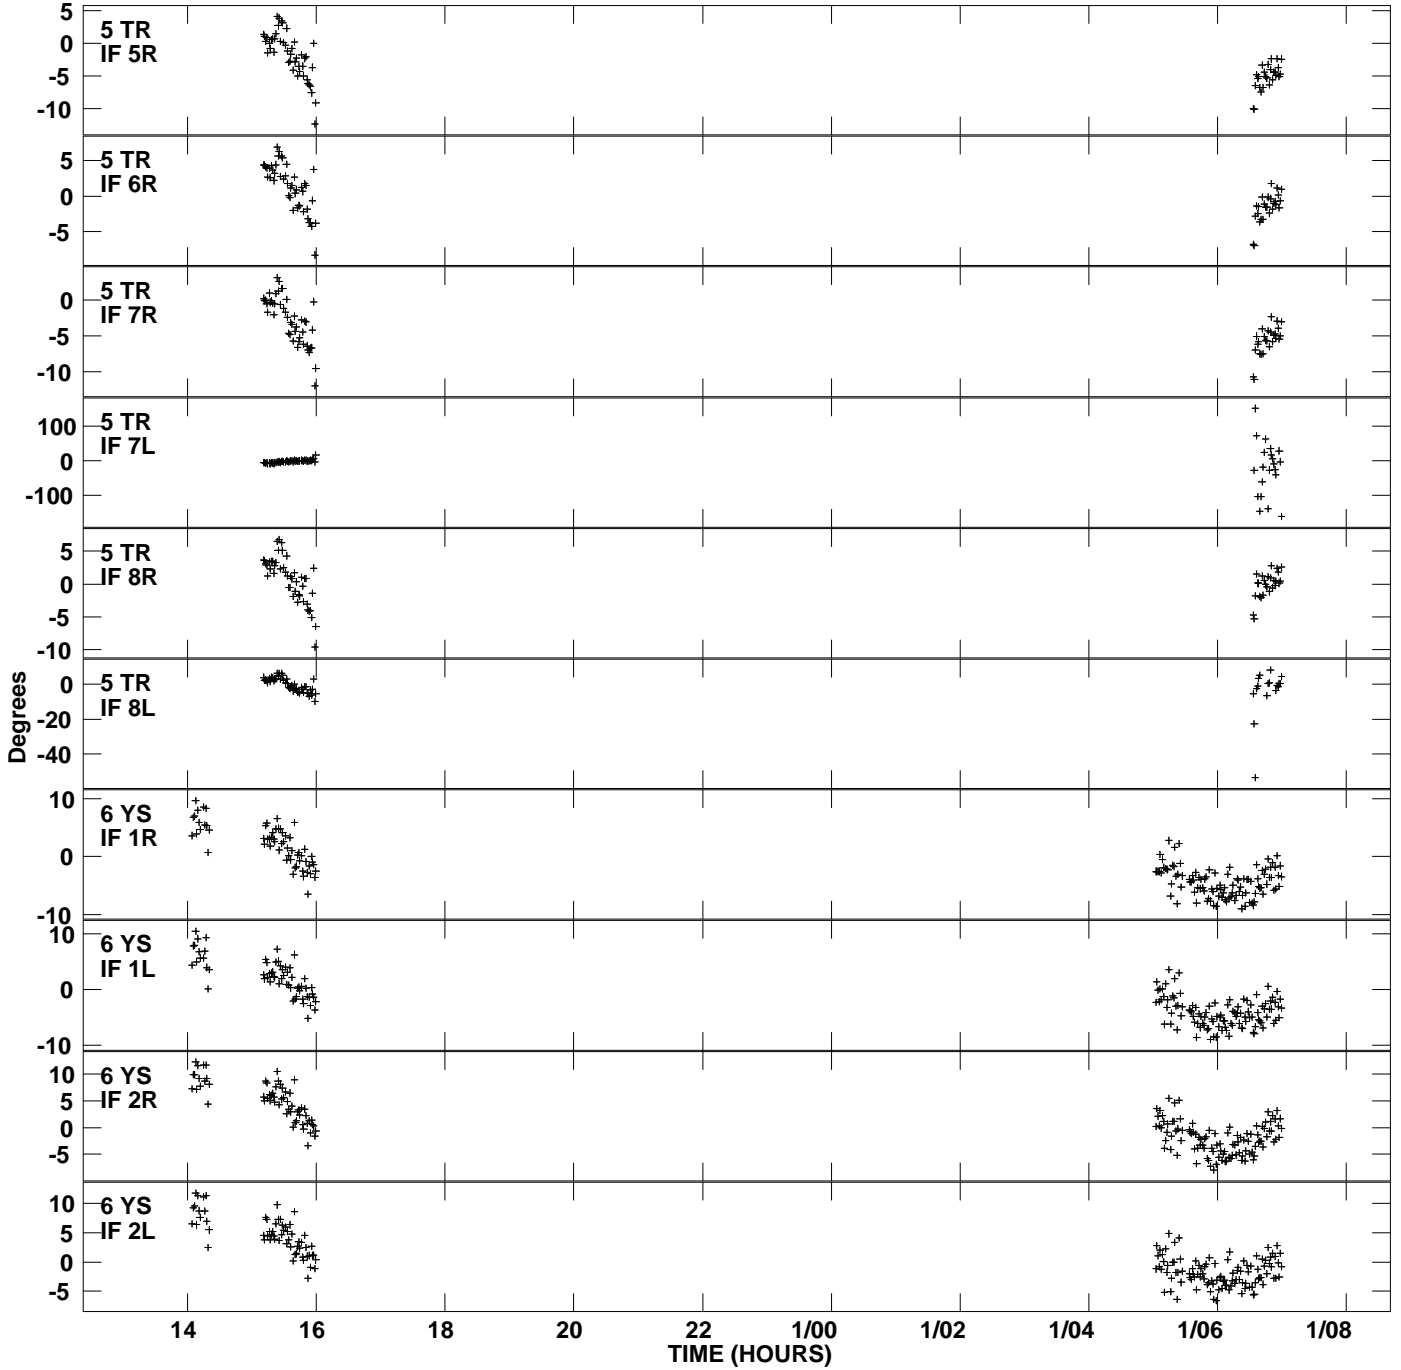 5 TR
IF 5R
5
0
-5
-10
5 TR
IF 6R
5
0
-5
5 TR
IF 7R
0
-5
-10
5 TR
IF 7L
100
0
-100
5 TR
IF 8R
5
0
-5
-10
5 TR
IF 8L
0
-20
-40
Degrees
6 YS
IF 1R
10
0
-10
6 YS
IF 1L
10
0
-10
6 YS
IF 2R
10
5
0
-5
6 YS
IF 2L
10
5
0
-5
14 16 18 20 22 1/00 1/02 1/04 1/06 1/08
TIME (HOURS)